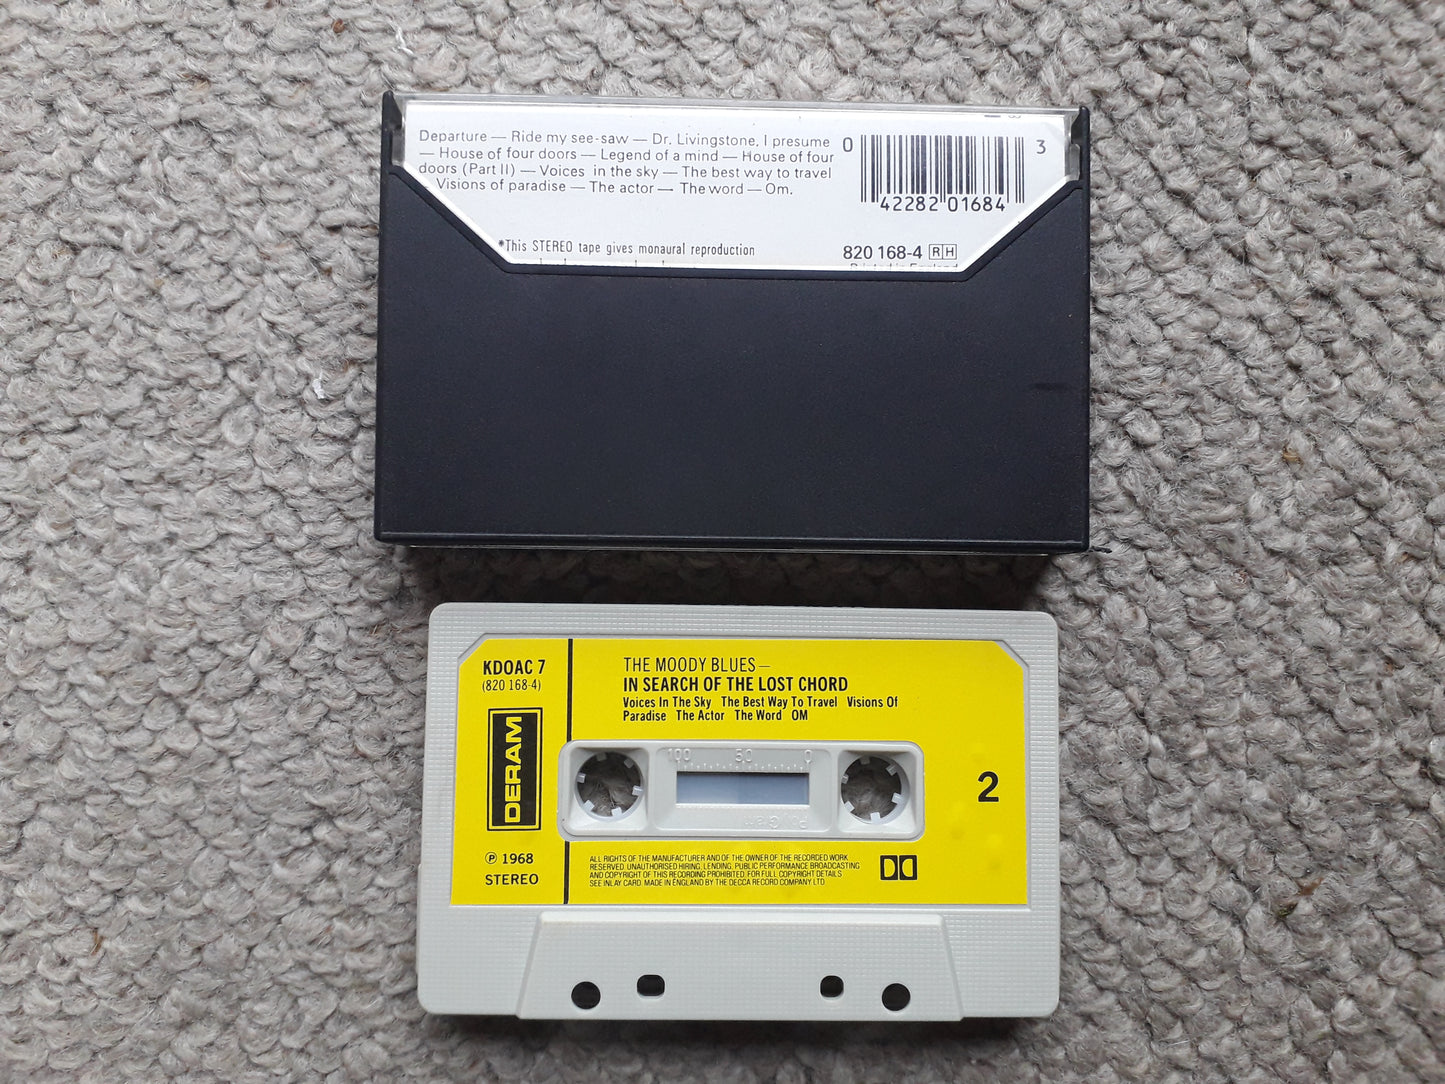 Departure — Ride my see-saw — Dr. Livingstone, I presume
— House of four doors — Legend of a mind — House of four
doors (Part II) — Voices in the sky — The best way to travel
Visions of paradise — The actor — The word — Om.
0
3
42282 01684
*This STEREO tape gives monaural reproduction
820 168-4 RH
Printed in England
KDOAC 7
(820 168-4)
DERAM
℗ 1968
STEREO
THE MOODY BLUES—
IN SEARCH OF THE LOST CHORD
Voices In The Sky The Best Way To Travel Visions Of
Paradise The Actor The Word OM
100 50 0
PolyGram
2
ALL RIGHTS OF THE MANUFACTURER AND OF THE OWNER OF THE RECORDED WORK
RESERVED. UNAUTHORISED HIRING, LENDING, PUBLIC PERFORMANCE BROADCASTING
AND COPYRIGHT OF THIS RECORDING PROHIBITED. FOR FULL COPYRIGHT DETAILS
SEE INLAY CARD. MADE IN ENGLAND BY THE DECCA RECORD COMPANY LTD